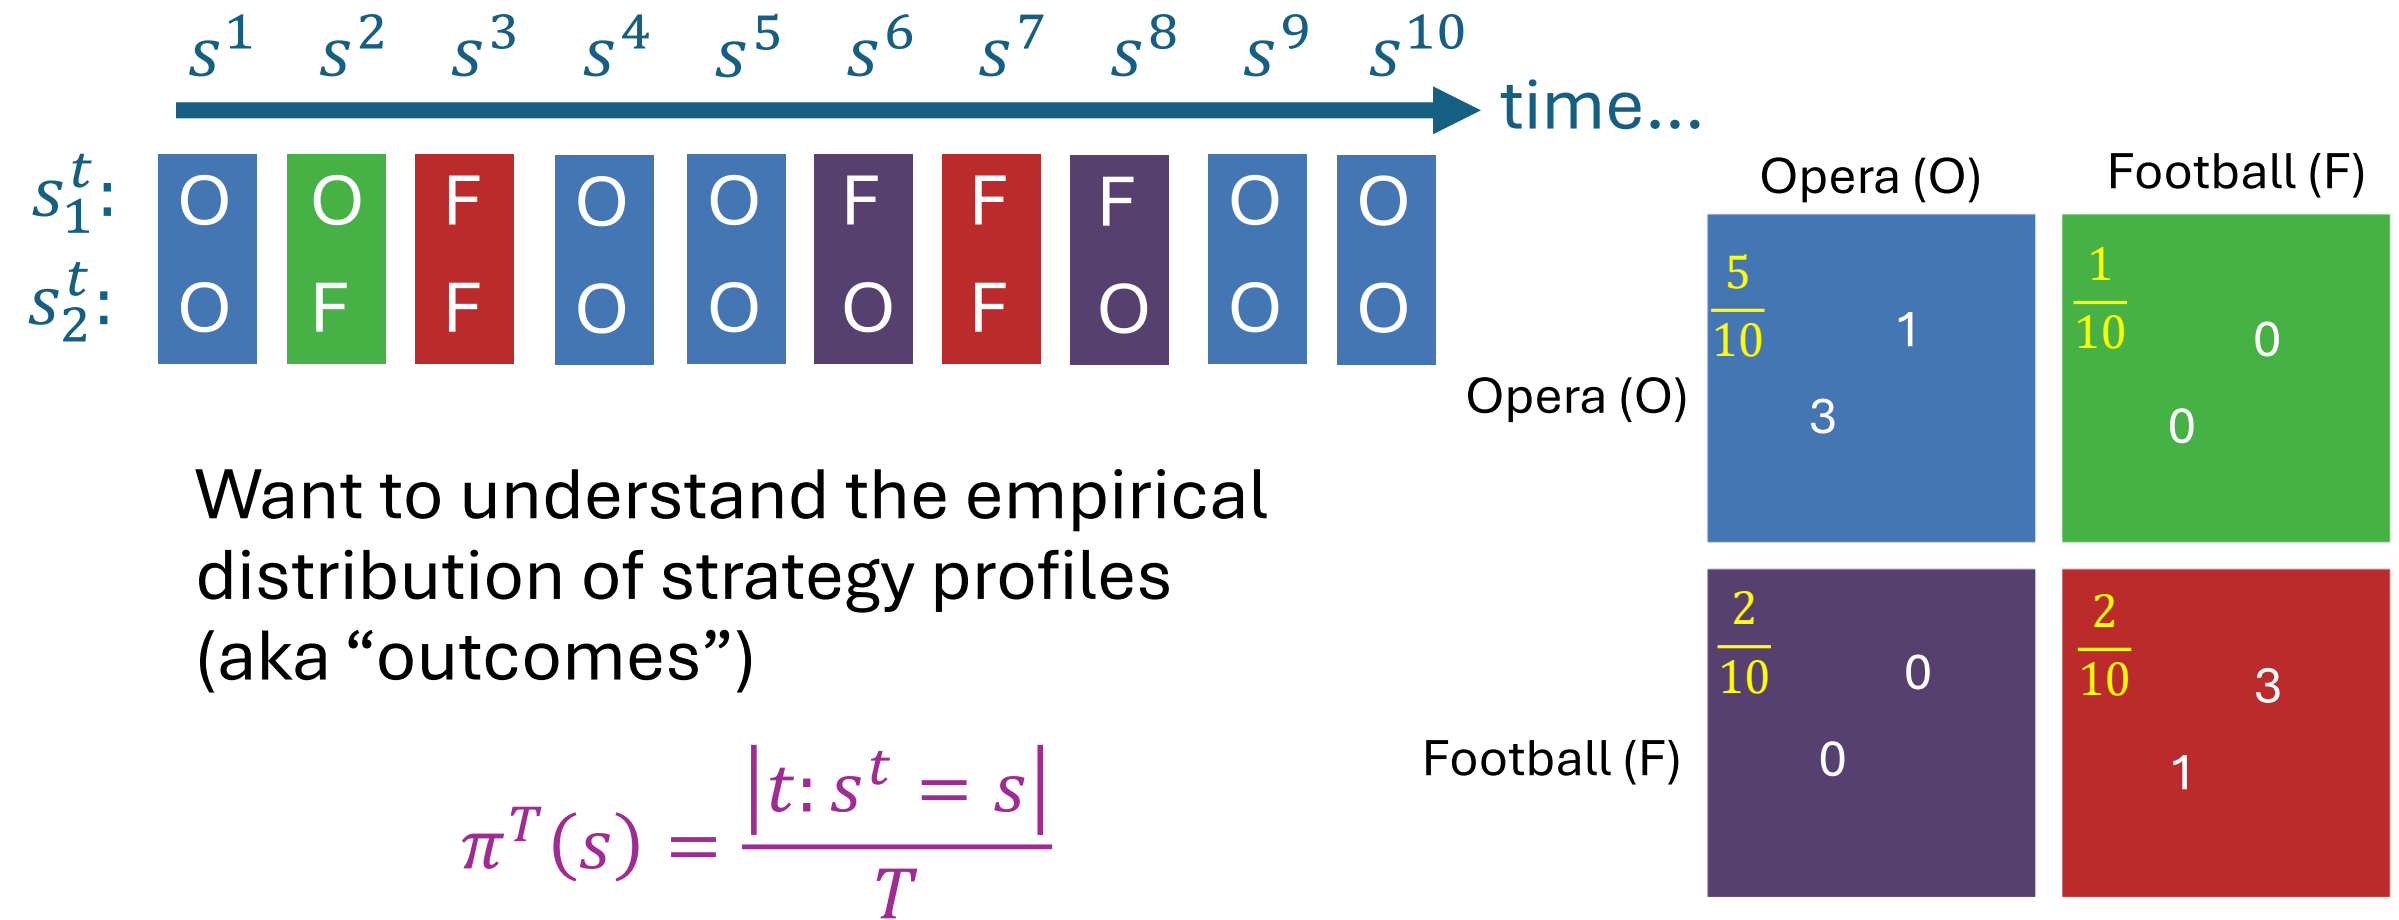 s¹ s² s³ s⁴ s⁵ s⁶ s⁷ s⁸ s⁹ s¹⁰
time...
s₁ᵗ: O O F O O F F F O O
s₂ᵗ: O F F O O O F O O O
Want to understand the empirical
distribution of strategy profiles
(aka “outcomes”)
π^T(s) = |t: s^t = s| / T
Opera (O) Football (F)
Opera (O)
5/10 1
3
1/10 0
0
Football (F)
2/10 0
0
2/10 3
1